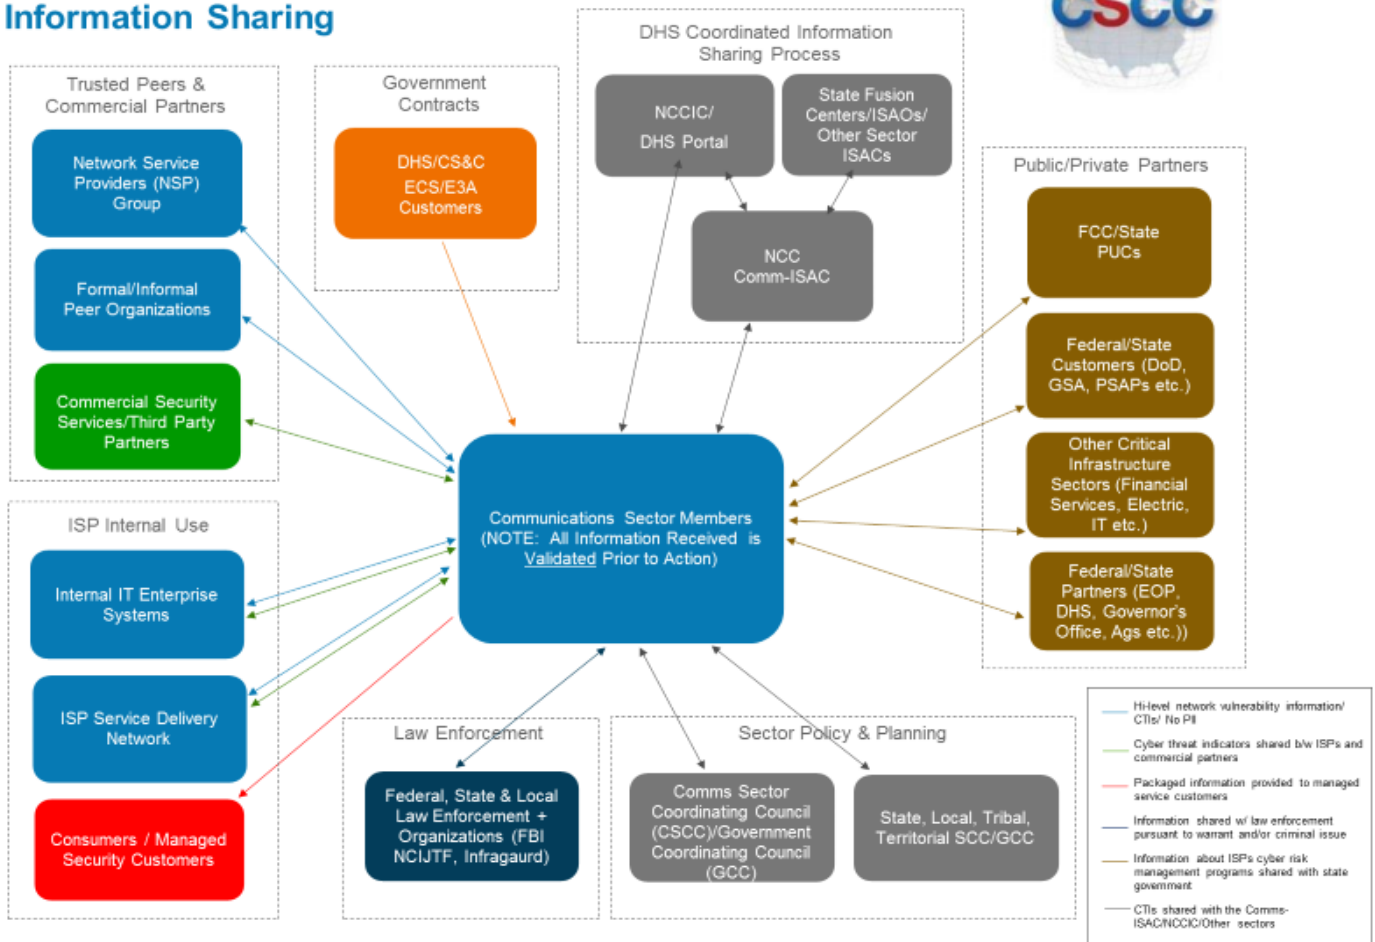 Information Sharing
CSCC
Trusted Peers &
Commercial Partners
Network Service
Providers (NSP)
Group
Formal/Informal
Peer Organizations
Commercial Security
Services/Third Party
Partners
Government
Contracts
DHS/CS&C
ECS/E3A
Customers
DHS Coordinated Information
Sharing Process
NCCIC/
DHS Portal
State Fusion
Centers/ISAOs/
Other Sector
ISACs
NCC
Comm-ISAC
Public/Private Partners
FCC/State
PUCs
Federal/State
Customers (DoD,
GSA, PSAPs etc.)
Other Critical
Infrastructure
Sectors (Financial
Services, Electric,
IT etc.)
Federal/State
Partners (EOP,
DHS, Governor's
Office, Ags etc.))
Communications Sector Members
(NOTE: All Information Received is
Validated Prior to Action)
ISP Internal Use
Internal IT Enterprise
Systems
ISP Service Delivery
Network
Consumers / Managed
Security Customers
Law Enforcement
Federal, State & Local
Law Enforcement +
Organizations (FBI
NCIJTF, Infragaurd)
Sector Policy & Planning
Comms Sector
Coordinating Council
(CSCC)/Government
Coordinating Council
(GCC)
State, Local, Tribal,
Territorial SCC/GCC
Hi-level network vulnerability information/
CTIs/ No PII
Cyber threat indicators shared b/w ISPs and
commercial partners
Packaged information provided to managed
service customers
Information shared w/ law enforcement
pursuant to warrant and/or criminal issue
Information about ISPs cyber risk
management programs shared with state
government
CTIs shared with the Comms-
ISAC/NCCIC/Other sectors